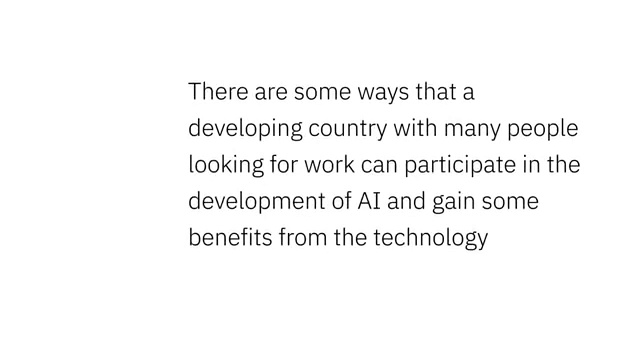 There are some ways that a
developing country with many people
looking for work can participate in the
development of AI and gain some
benefits from the technology